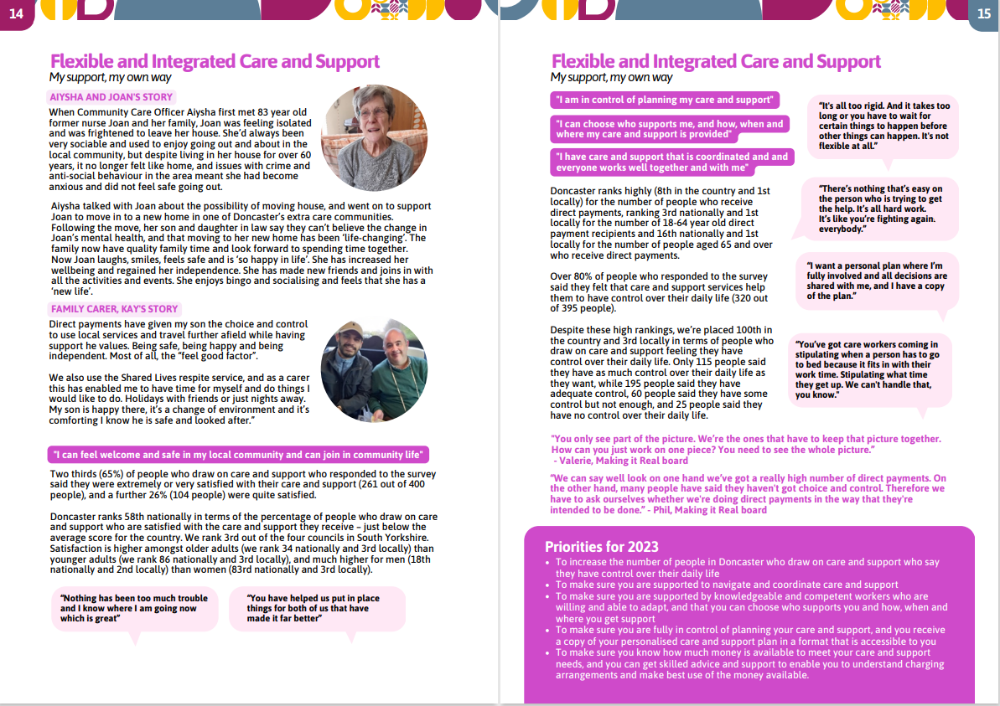 14
Flexible and Integrated Care and Support
My support, my own way
AIYSHA AND JOAN'S STORY
When Community Care Officer Aiysha first met 83 year old
former nurse Joan and her family, Joan was feeling isolated
and was frightened to leave her house. She'd always been
very sociable and used to enjoy going out and about in the
local community, but despite living in her house for over 60
years, it no longer felt like home, and issues with crime and
anti-social behaviour in the area meant she had become
anxious and did not feel safe going out.
Aiysha talked with Joan about the possibility of moving house, and went on to support
Joan to move in to a new home in one of Doncaster's extra care communities.
Following the move, her son and daughter in law say they can't believe the change in
Joan's mental health, and that moving to her new home has been 'life-changing'. The
family now have quality family time and look forward to spending time together.
Now Joan laughs, smiles, feels safe and is 'so happy in life'. She has increased her
wellbeing and regained her independence. She has made new friends and joins in with
all the activities and events. She enjoys bingo and socialising and feels that she has a
'new life'.
FAMILY CARER, KAY'S STORY
Direct payments have given my son the choice and control
to use local services and travel further afield while having
support he values. Being safe, being happy and being
independent. Most of all, the "feel good factor".
We also use the Shared Lives respite service, and as a carer
this has enabled me to have time for myself and do things I
would like to do. Holidays with friends or just nights away.
My son is happy there, it's a change of environment and it's
comforting I know he is safe and looked after."
"I can feel welcome and safe in my local community and can join in community life"
Two thirds (65%) of people who draw on care and support who responded to the survey
said they were extremely or very satisfied with their care and support (261 out of 400
people), and a further 26% (104 people) were quite satisfied.
Doncaster ranks 58th nationally in terms of the percentage of people who draw on care
and support who are satisfied with the care and support they receive – just below the
average score for the country. We rank 3rd out of the four councils in South Yorkshire.
Satisfaction is higher amongst older adults (we rank 34 nationally and 3rd locally) than
younger adults (we rank 86 nationally and 3rd locally), and much higher for men (18th
nationally and 2nd locally) than women (83rd nationally and 3rd locally).
"Nothing has been too much trouble
and I know where I am going now
which is great"
"You have helped us put in place
things for both of us that have
made it far better"
15
Flexible and Integrated Care and Support
My support, my own way
"I am in control of planning my care and support"
"I can choose who supports me, and how, when and
where my care and support is provided"
"I have care and support that is coordinated and and
everyone works well together and with me"
Doncaster ranks highly (8th in the country and 1st
locally) for the number of people who receive
direct payments, ranking 3rd nationally and 1st
locally for the number of 18-64 year old direct
payment recipients and 16th nationally and 1st
locally for the number of people aged 65 and over
who receive direct payments.
Over 80% of people who responded to the survey
said they felt that care and support services help
them to have control over their daily life (320 out
of 395 people).
Despite these high rankings, we're placed 100th in
the country and 3rd locally in terms of people who
draw on care and support feeling they have
control over their daily life. Only 115 people said
they have as much control over their daily life as
they want, while 195 people said they have
adequate control, 60 people said they have some
control but not enough, and 25 people said they
have no control over their daily life.
"It's all too rigid. And it takes too
long or you have to wait for
certain things to happen before
other things can happen. It's not
flexible at all."
"There's nothing that's easy on
the person who is trying to get
the help. It's all hard work.
It's like you're fighting again.
everybody."
"I want a personal plan where I'm
fully involved and all decisions are
shared with me, and I have a copy
of the plan."
"You've got care workers coming in
stipulating when a person has to go
to bed because it fits in with their
work time. Stipulating what time
they get up. We can't handle that,
you know."
"You only see part of the picture. We're the ones that have to keep that picture together.
How can you just work on one piece? You need to see the whole picture."
- Valerie, Making it Real board
"We can say well look on one hand we've got a really high number of direct payments. On
the other hand, many people have said they haven't got choice and control. Therefore we
have to ask ourselves whether we're doing direct payments in the way that they're
intended to be done." - Phil, Making it Real board
Priorities for 2023
• To increase the number of people in Doncaster who draw on care and support who say
they have control over their daily life
• To make sure you are supported to navigate and coordinate care and support
• To make sure you are supported by knowledgeable and competent workers who are
willing and able to adapt, and that you can choose who supports you and how, when and
where you get support
• To make sure you are fully in control of planning your care and support, and you receive
a copy of your personalised care and support plan in a format that is accessible to you
• To make sure you know how much money is available to meet your care and support
needs, and you can get skilled advice and support to enable you to understand charging
arrangements and make best use of the money available.